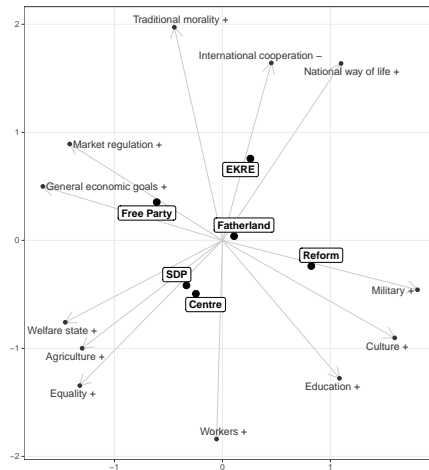 2
Traditional morality +
International cooperation –
National way of life +
1
Market regulation +
EKRE
General economic goals +
Free Party
Fatherland
0
Reform
SDP
Military +
Centre
Welfare state +
Culture +
−1
Agriculture +
Education +
Equality +
Workers +
−2
−1
0
1